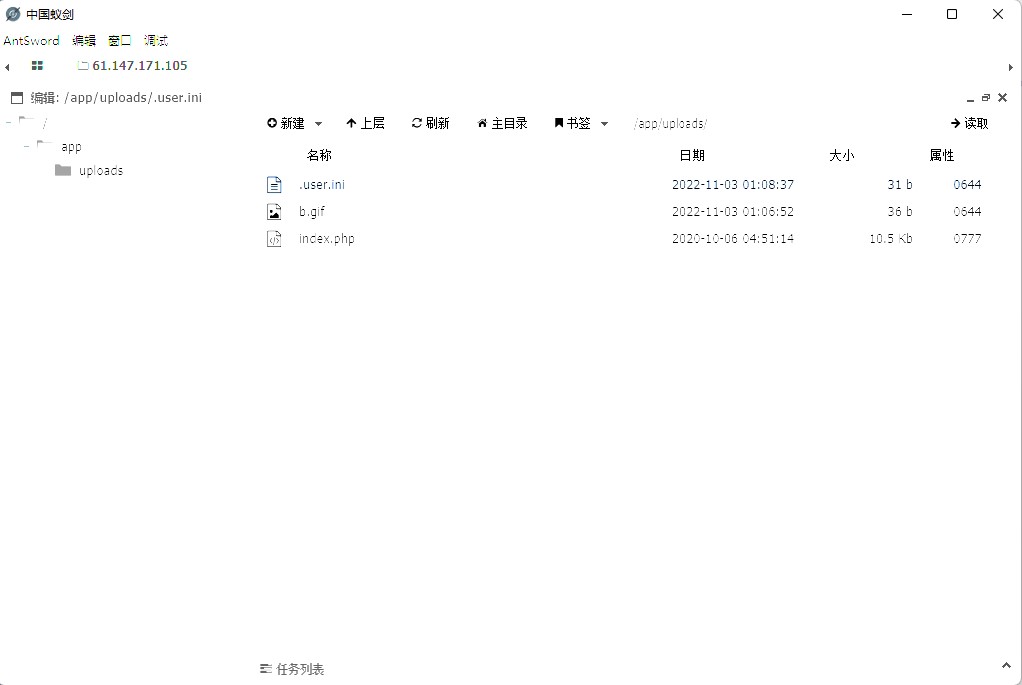 中国蚁剑
AntSword 编辑 窗口 调试
61.147.171.105
编辑: /app/uploads/.user.ini
/
app
uploads
新建 上层 刷新 主目录 书签 /app/uploads/ 读取
名称 日期 大小 属性
.user.ini 2022-11-03 01:08:37 31 b 0644
b.gif 2022-11-03 01:06:52 36 b 0644
index.php 2020-10-06 04:51:14 10.5 Kb 0777
任务列表